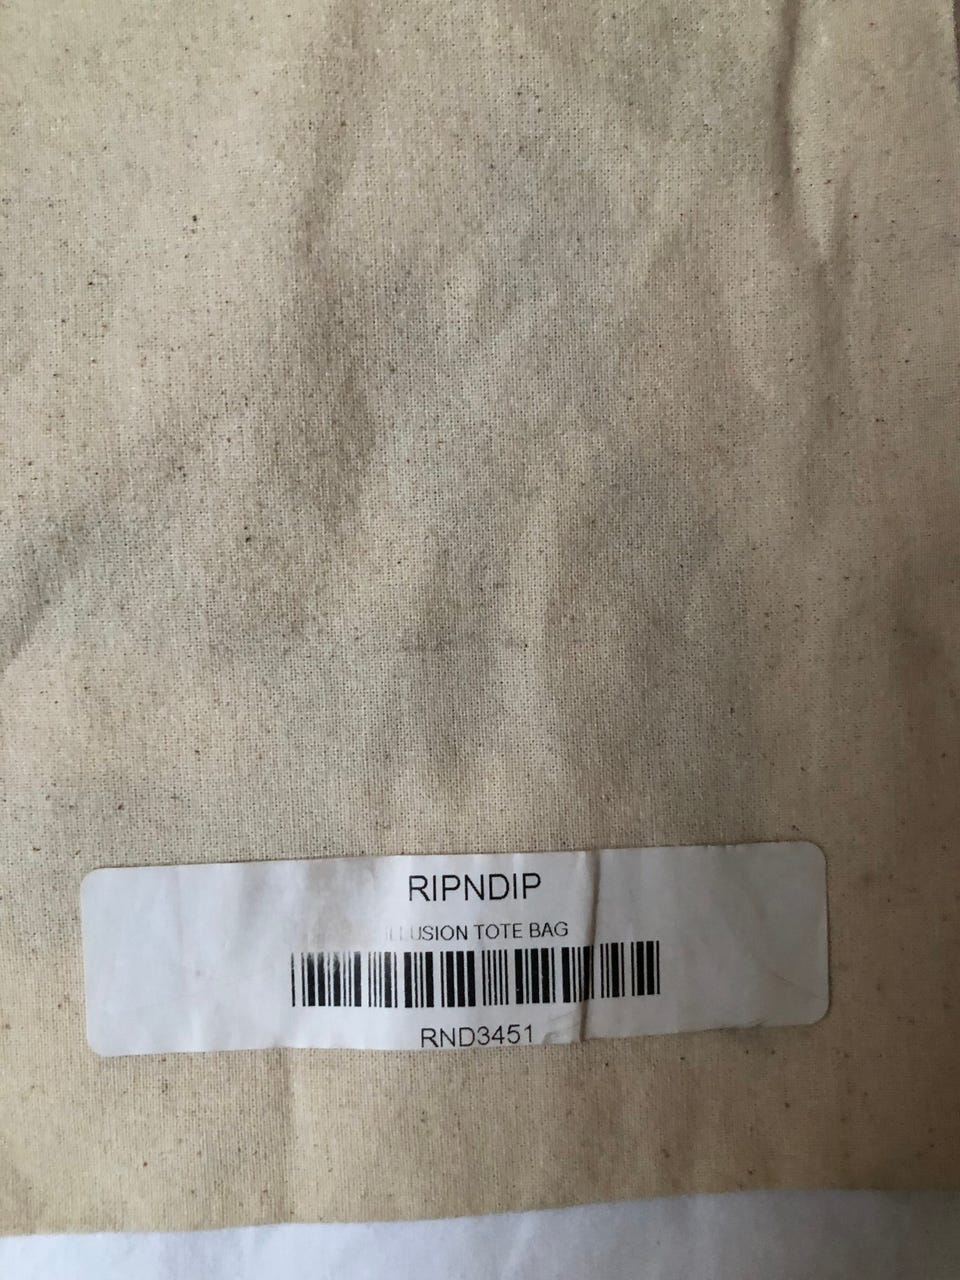 RIPNDIP
ILLUSION TOTE BAG
RND3451